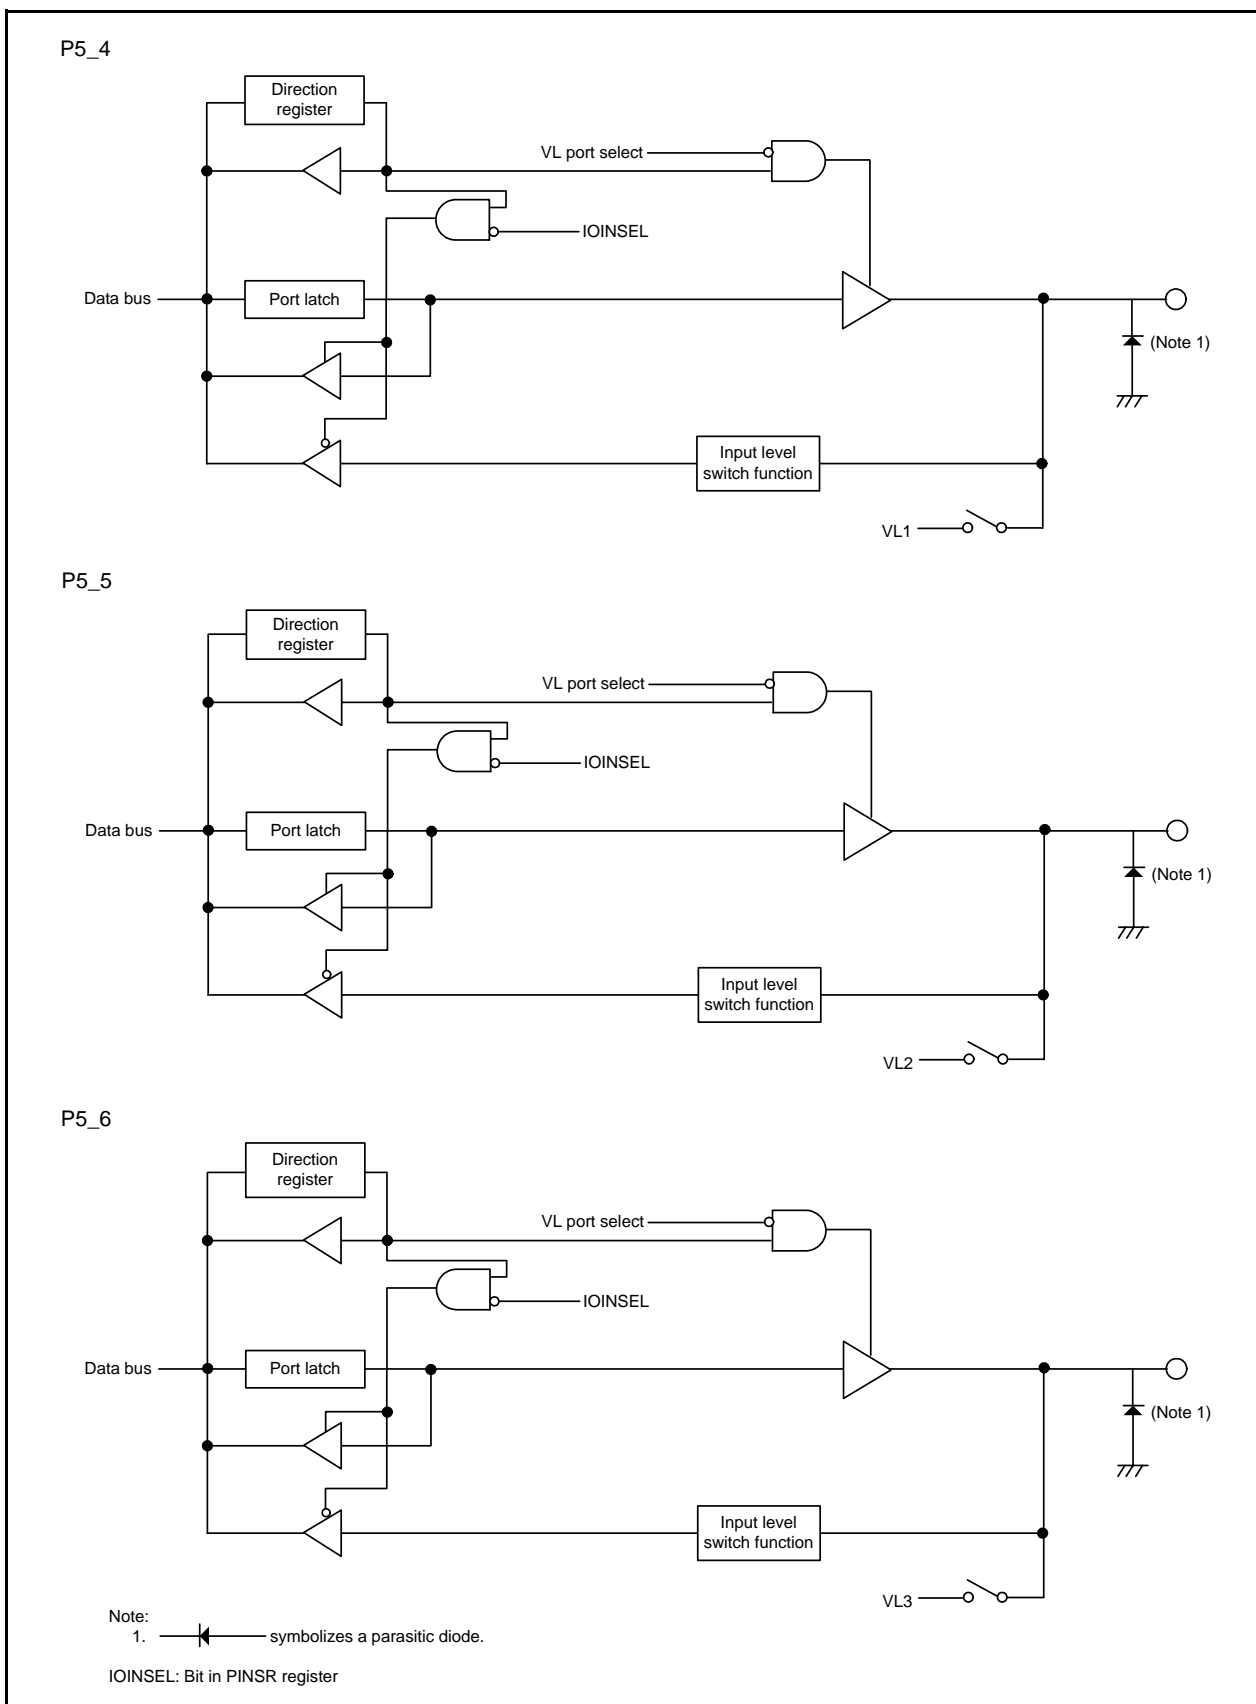 P5_4
Direction
register
VL port select
IOINSEL
Data bus
Port latch
(Note 1)
Input level
switch function
VL1
P5_5
Direction
register
VL port select
IOINSEL
Data bus
Port latch
(Note 1)
Input level
switch function
VL2
P5_6
Direction
register
VL port select
IOINSEL
Data bus
Port latch
(Note 1)
Input level
switch function
VL3
Note:
1. symbolizes a parasitic diode.
IOINSEL: Bit in PINSR register